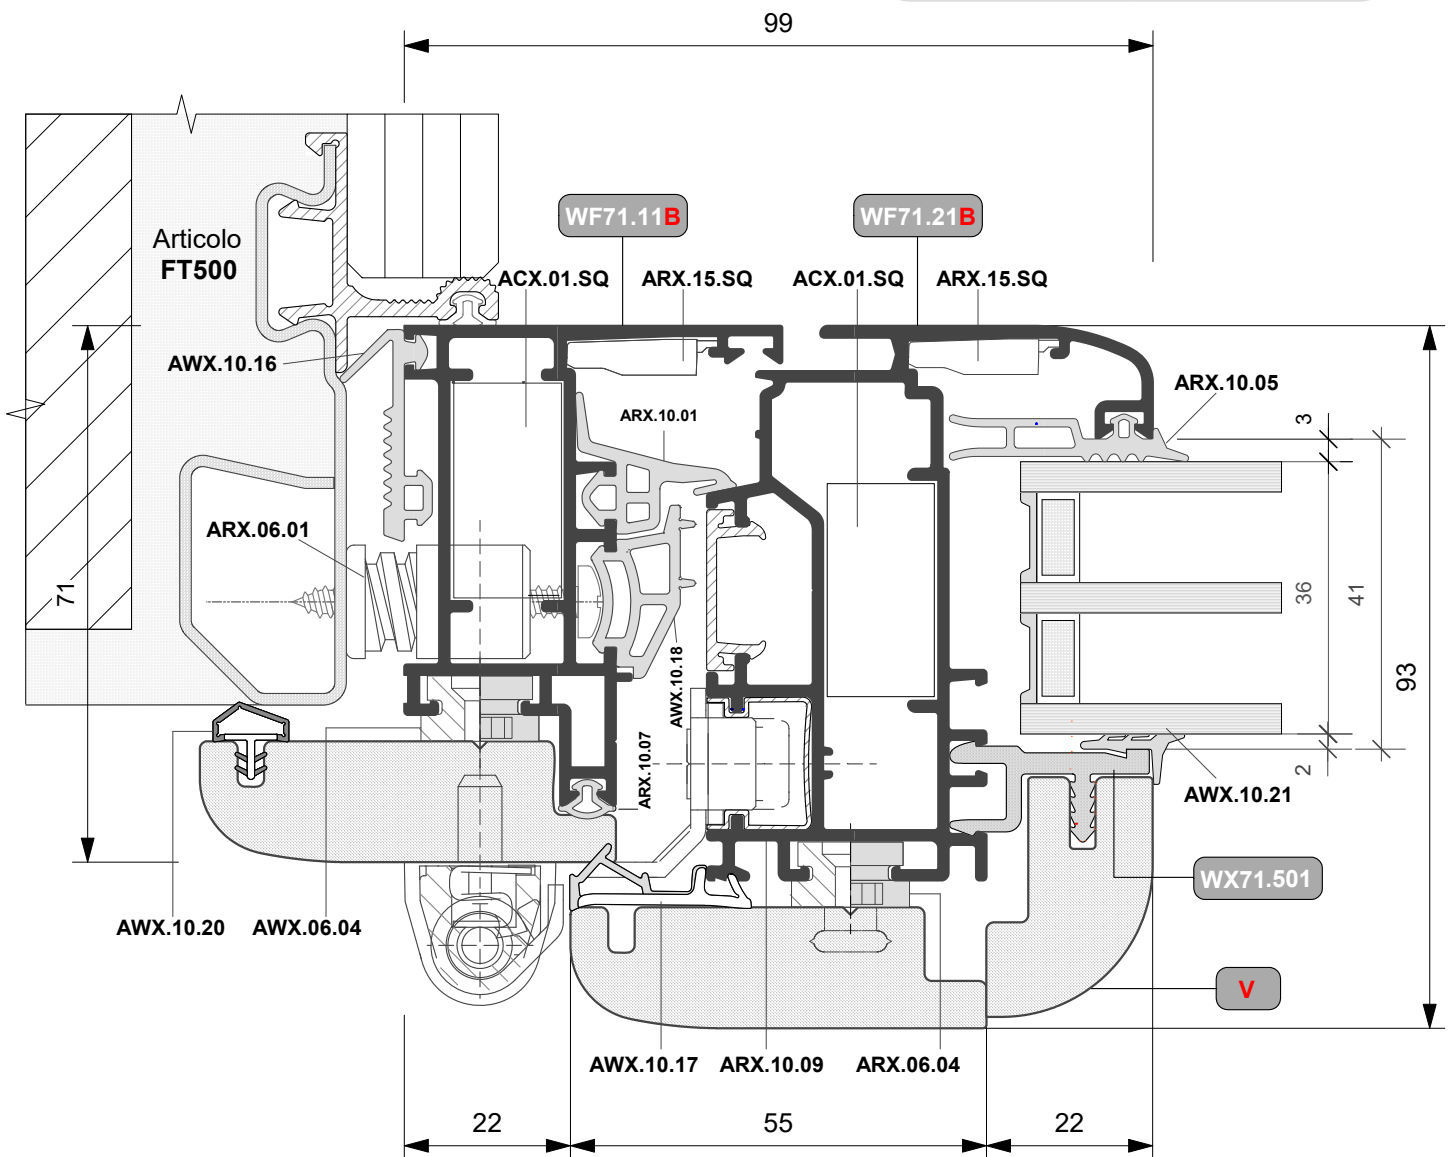 99
WF71.11B
WF71.21B
Articolo
FT500
ACX.01.SQ
ARX.15.SQ
ACX.01.SQ
ARX.15.SQ
AWX.10.16
ARX.10.05
ARX.10.01
3
ARX.06.01
71
36
41
93
AWX.10.18
ARX.10.07
2
AWX.10.21
WX71.501
AWX.10.20
AWX.06.04
V
AWX.10.17
ARX.10.09
ARX.06.04
22
55
22